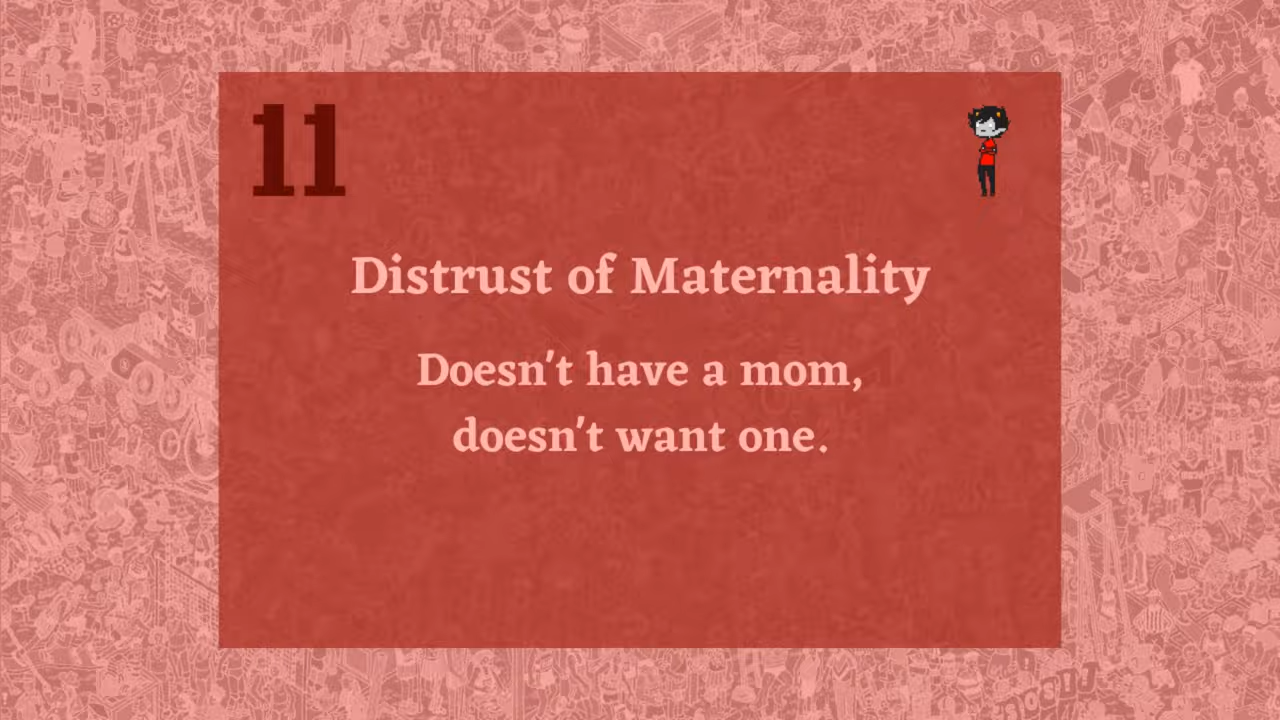 11
Distrust of Maternality
Doesn't have a mom,
doesn't want one.